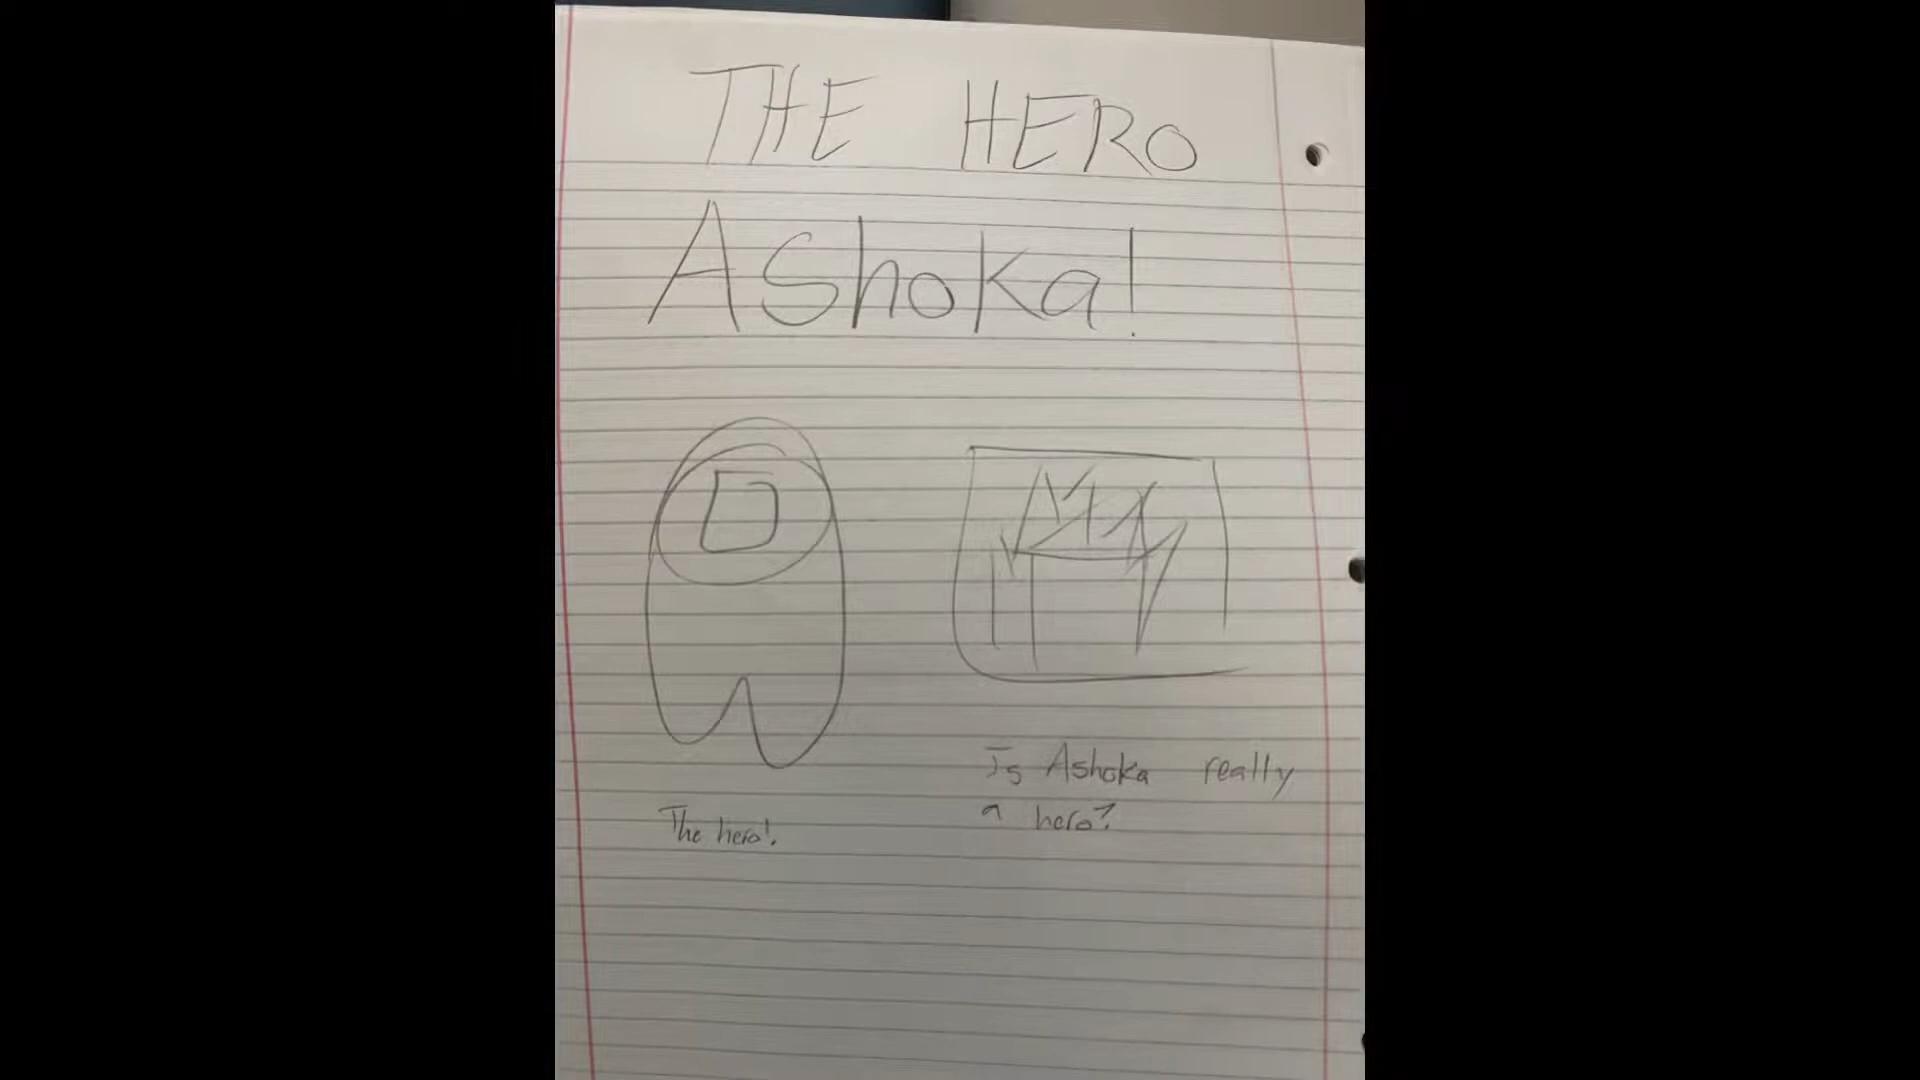 THE HERO
Ashoka!
The hero!
Is Ashoka really
a hero?